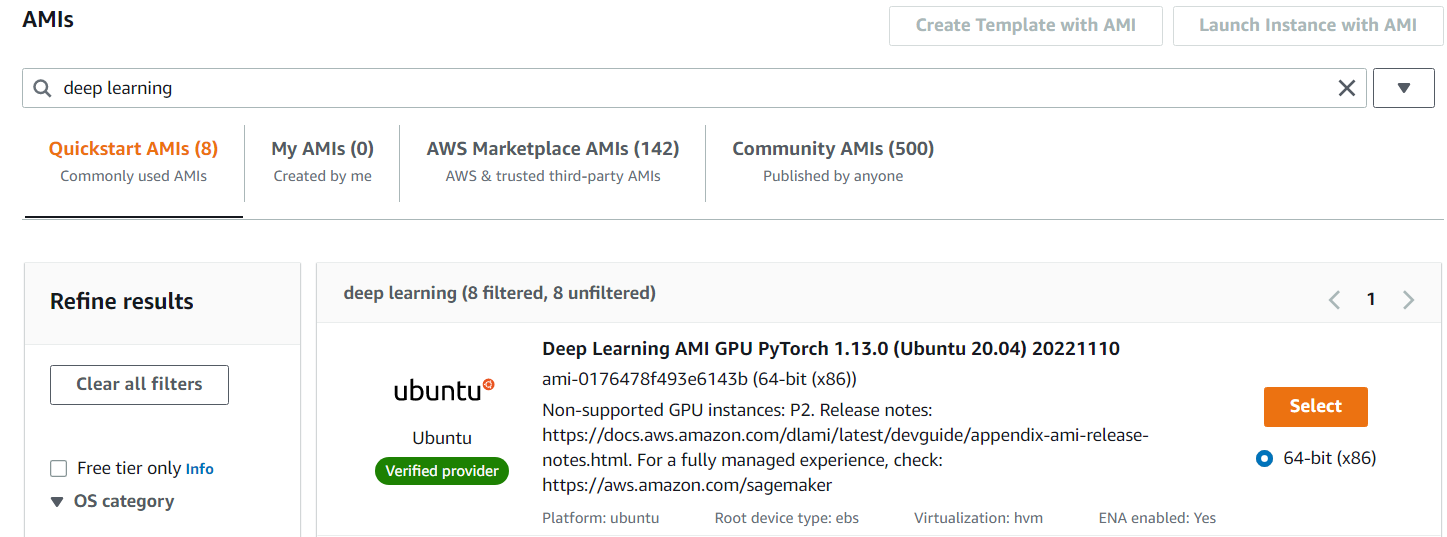 AMIs
Create Template with AMI
Launch Instance with AMI
deep learning
Quickstart AMIs (8)
Commonly used AMIs
My AMIs (0)
Created by me
AWS Marketplace AMIs (142)
AWS & trusted third-party AMIs
Community AMIs (500)
Published by anyone
Refine results
Clear all filters
Free tier only Info
OS category
deep learning (8 filtered, 8 unfiltered)
1
ubuntu
Ubuntu
Verified provider
Deep Learning AMI GPU PyTorch 1.13.0 (Ubuntu 20.04) 20221110
ami-0176478f493e6143b (64-bit (x86))
Non-supported GPU instances: P2. Release notes:
https://docs.aws.amazon.com/dlami/latest/devguide/appendix-ami-release-
notes.html. For a fully managed experience, check:
https://aws.amazon.com/sagemaker
Platform: ubuntu
Root device type: ebs
Virtualization: hvm
ENA enabled: Yes
Select
64-bit (x86)